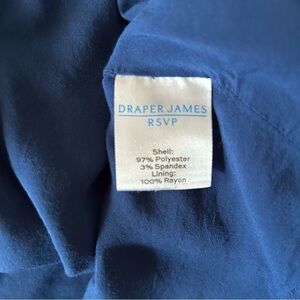 DRAPER JAMES
RSVP
Shell:
97% Polyester
3% Spandex
Lining:
100% Rayon